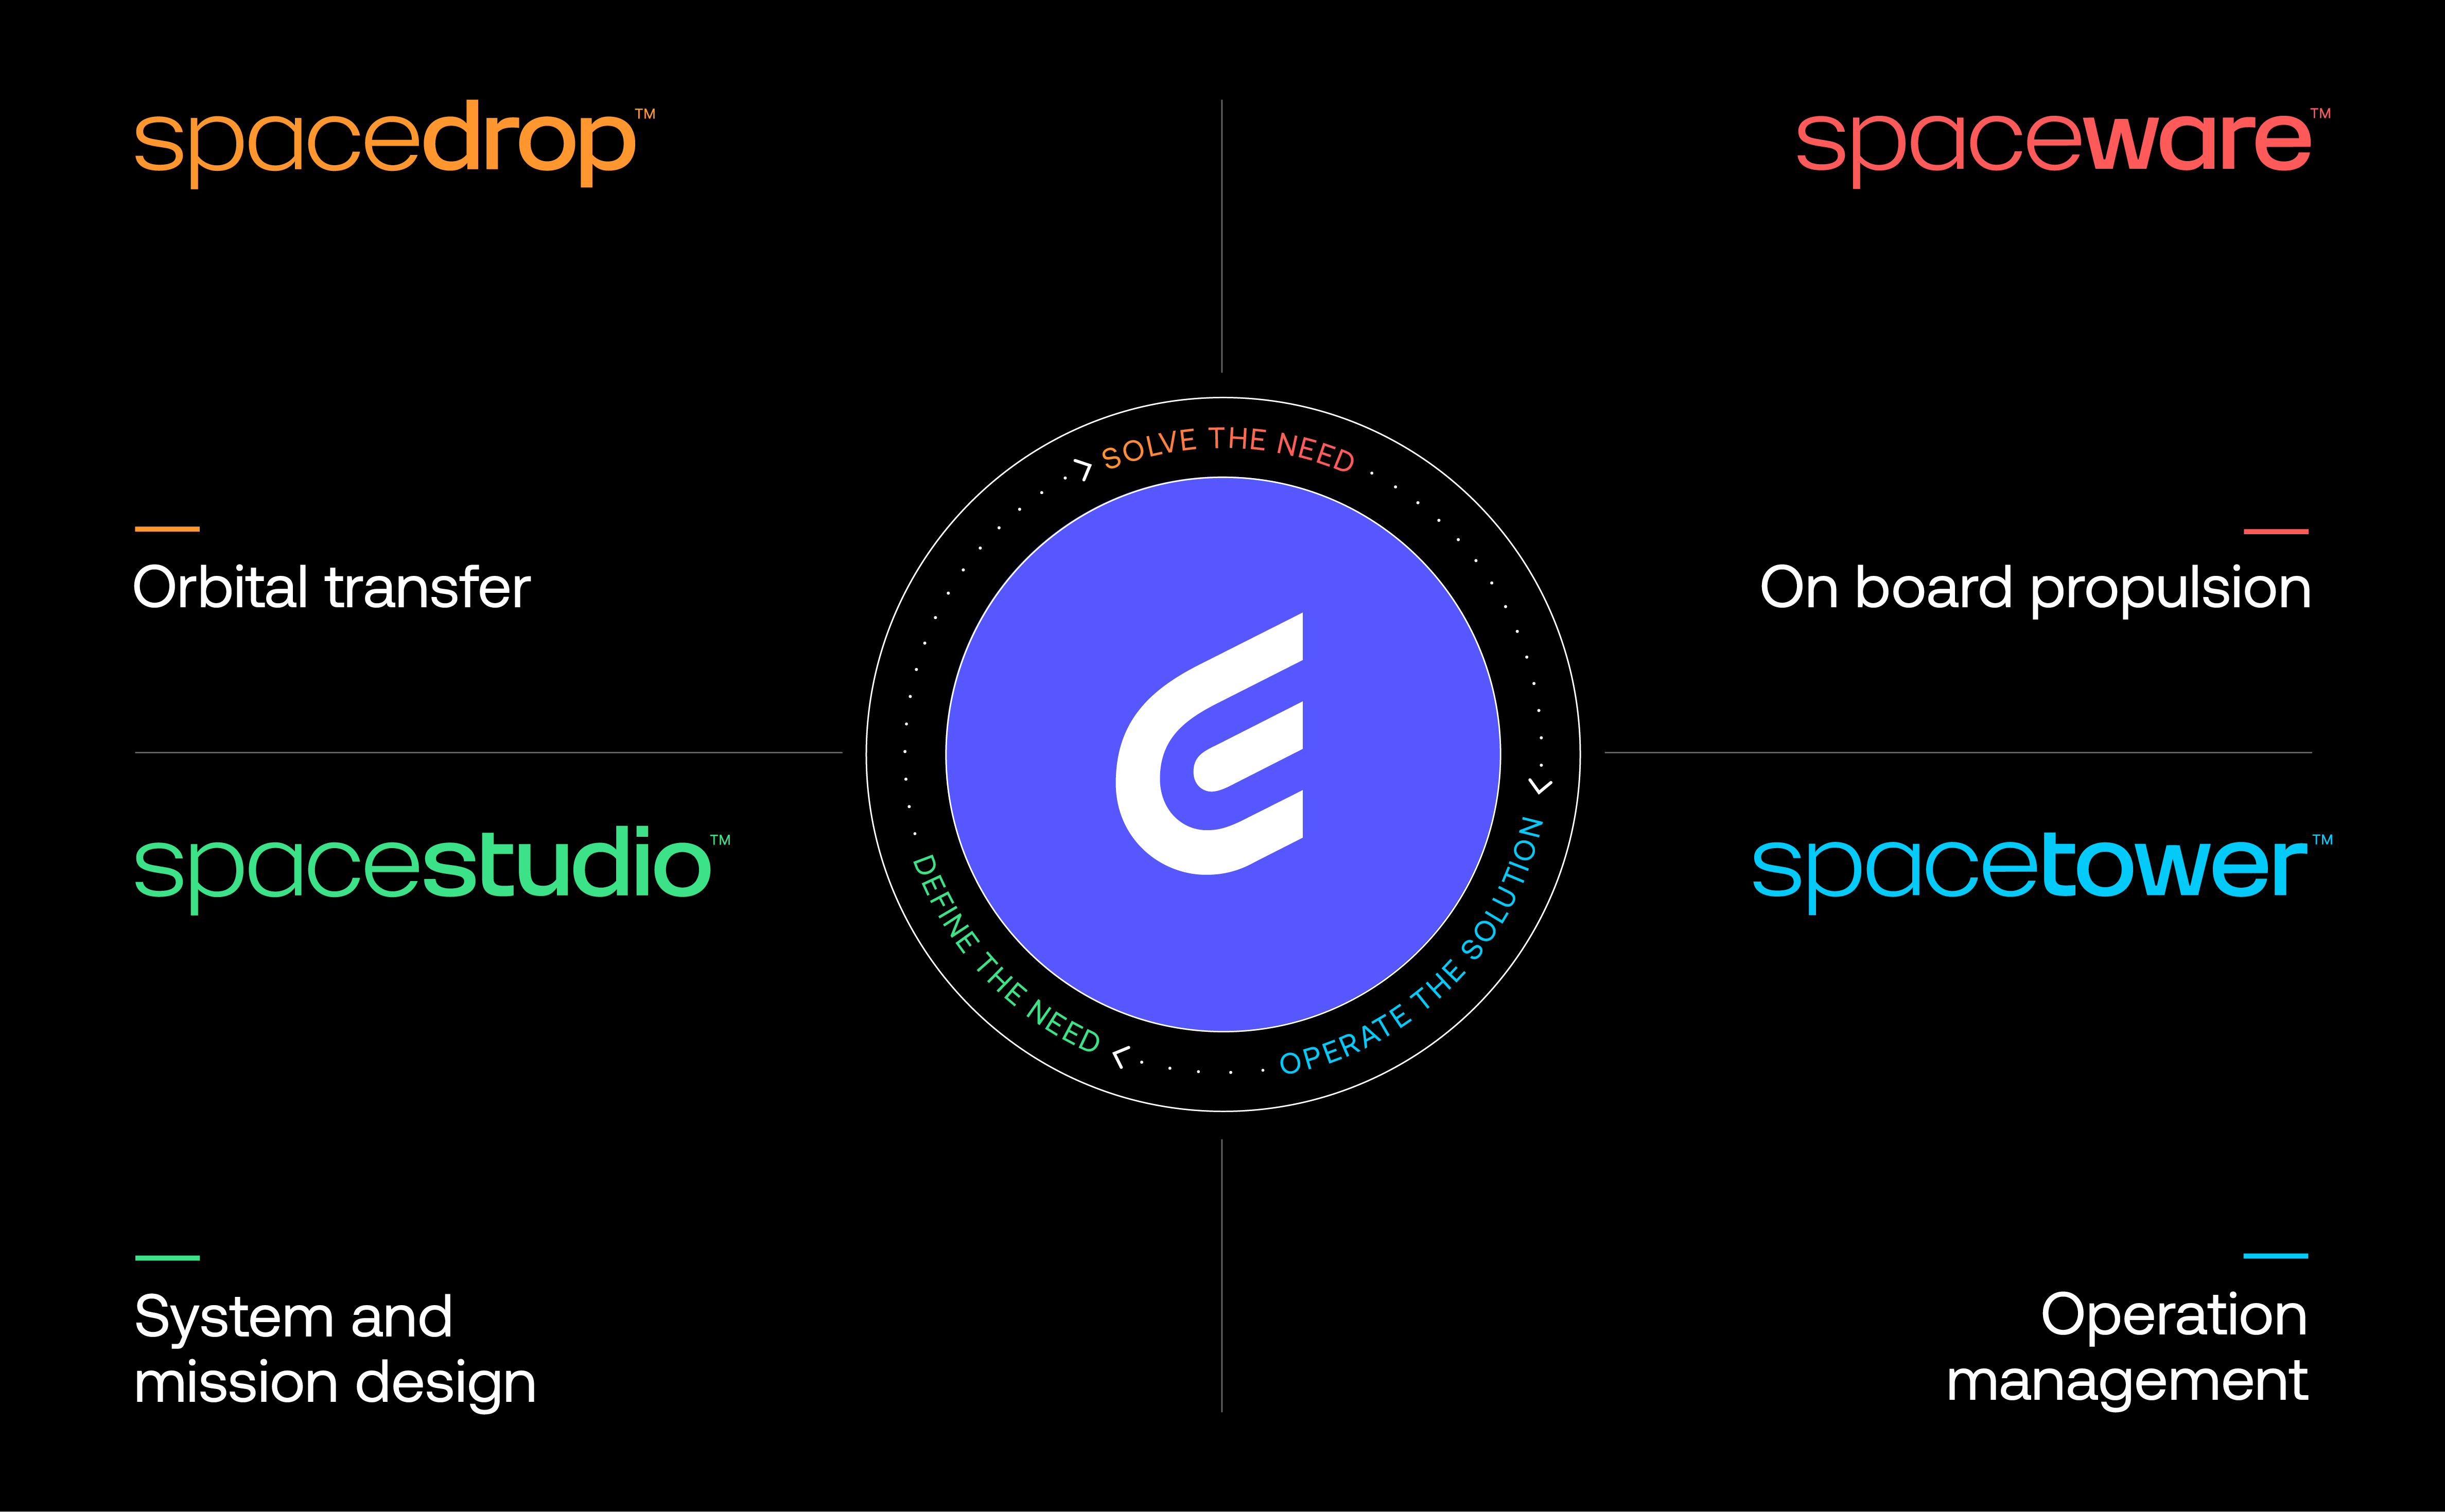 spacedrop™
spaceware™
SOLVE THE NEED
Orbital transfer
On board propulsion
spacestudio™
spacetower™
DEFINE THE NEED
OPERATE THE SOLUTION
System and
mission design
Operation
management